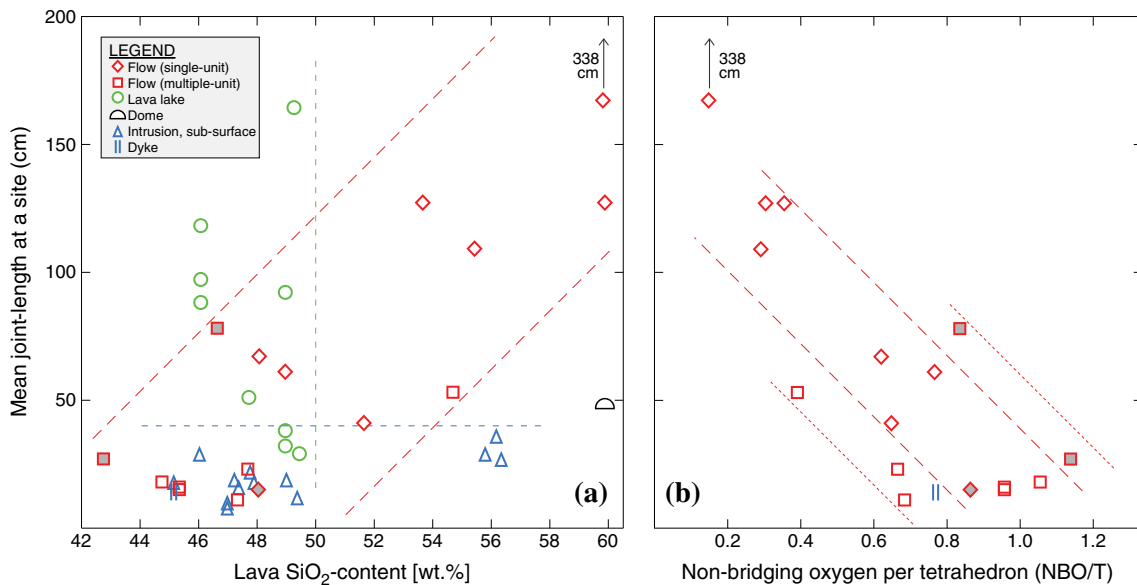 Mean joint-length at a site (cm)
200
150
100
50
LEGEND
Flow (single-unit)
Flow (multiple-unit)
Lava lake
Dome
Intrusion, sub-surface
Dyke
338
cm
(a)
42 44 46 48 50 52 54 56 58 60
Lava SiO₂-content [wt.%]
338
cm
(b)
0.2 0.4 0.6 0.8 1.0 1.2
Non-bridging oxygen per tetrahedron (NBO/T)